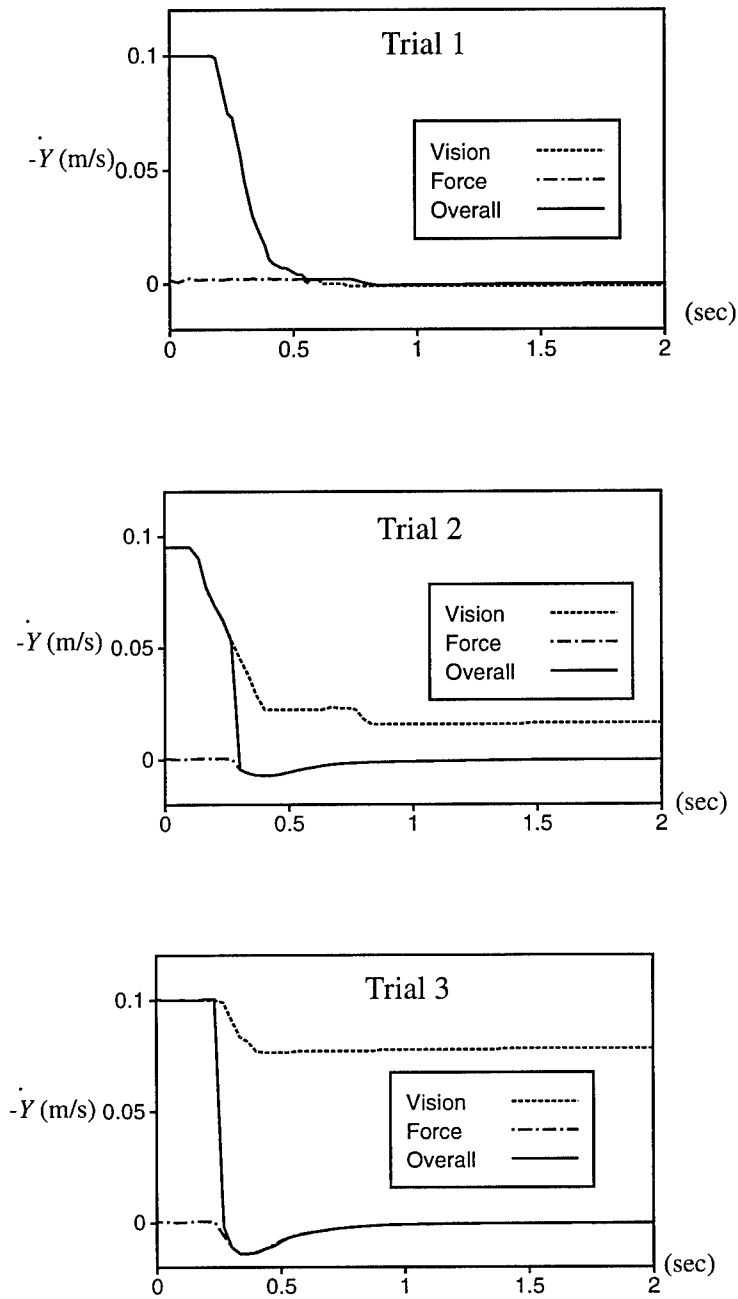 Trial 1
0.1
-Ẏ (m/s) 0.05
0
Vision
Force
Overall
(sec)
0 0.5 1 1.5 2
Trial 2
0.1
-Ẏ (m/s) 0.05
0
Vision
Force
Overall
(sec)
0 0.5 1 1.5 2
Trial 3
0.1
-Ẏ (m/s) 0.05
0
Vision
Force
Overall
(sec)
0 0.5 1 1.5 2